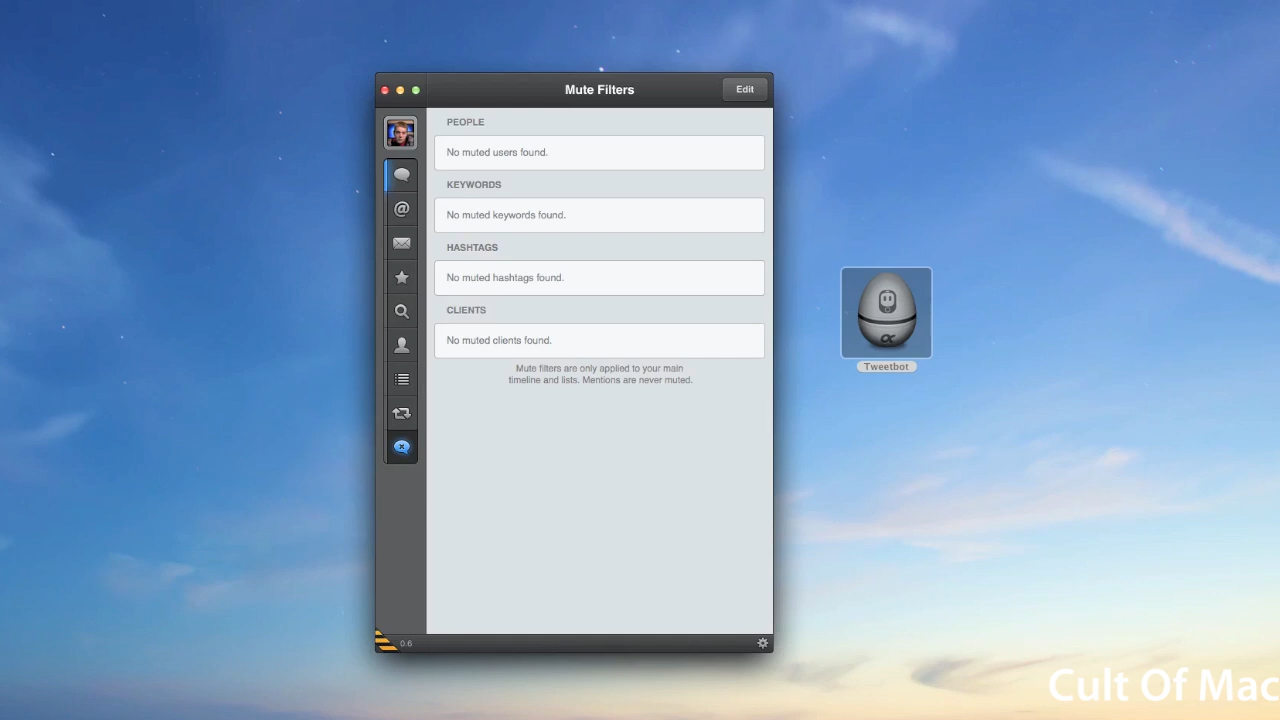 Mute Filters
Edit
PEOPLE
No muted users found.
KEYWORDS
No muted keywords found.
HASHTAGS
No muted hashtags found.
CLIENTS
No muted clients found.
Mute filters are only applied to your main
timeline and lists. Mentions are never muted.
0.6
Tweetbot
Cult Of Mac